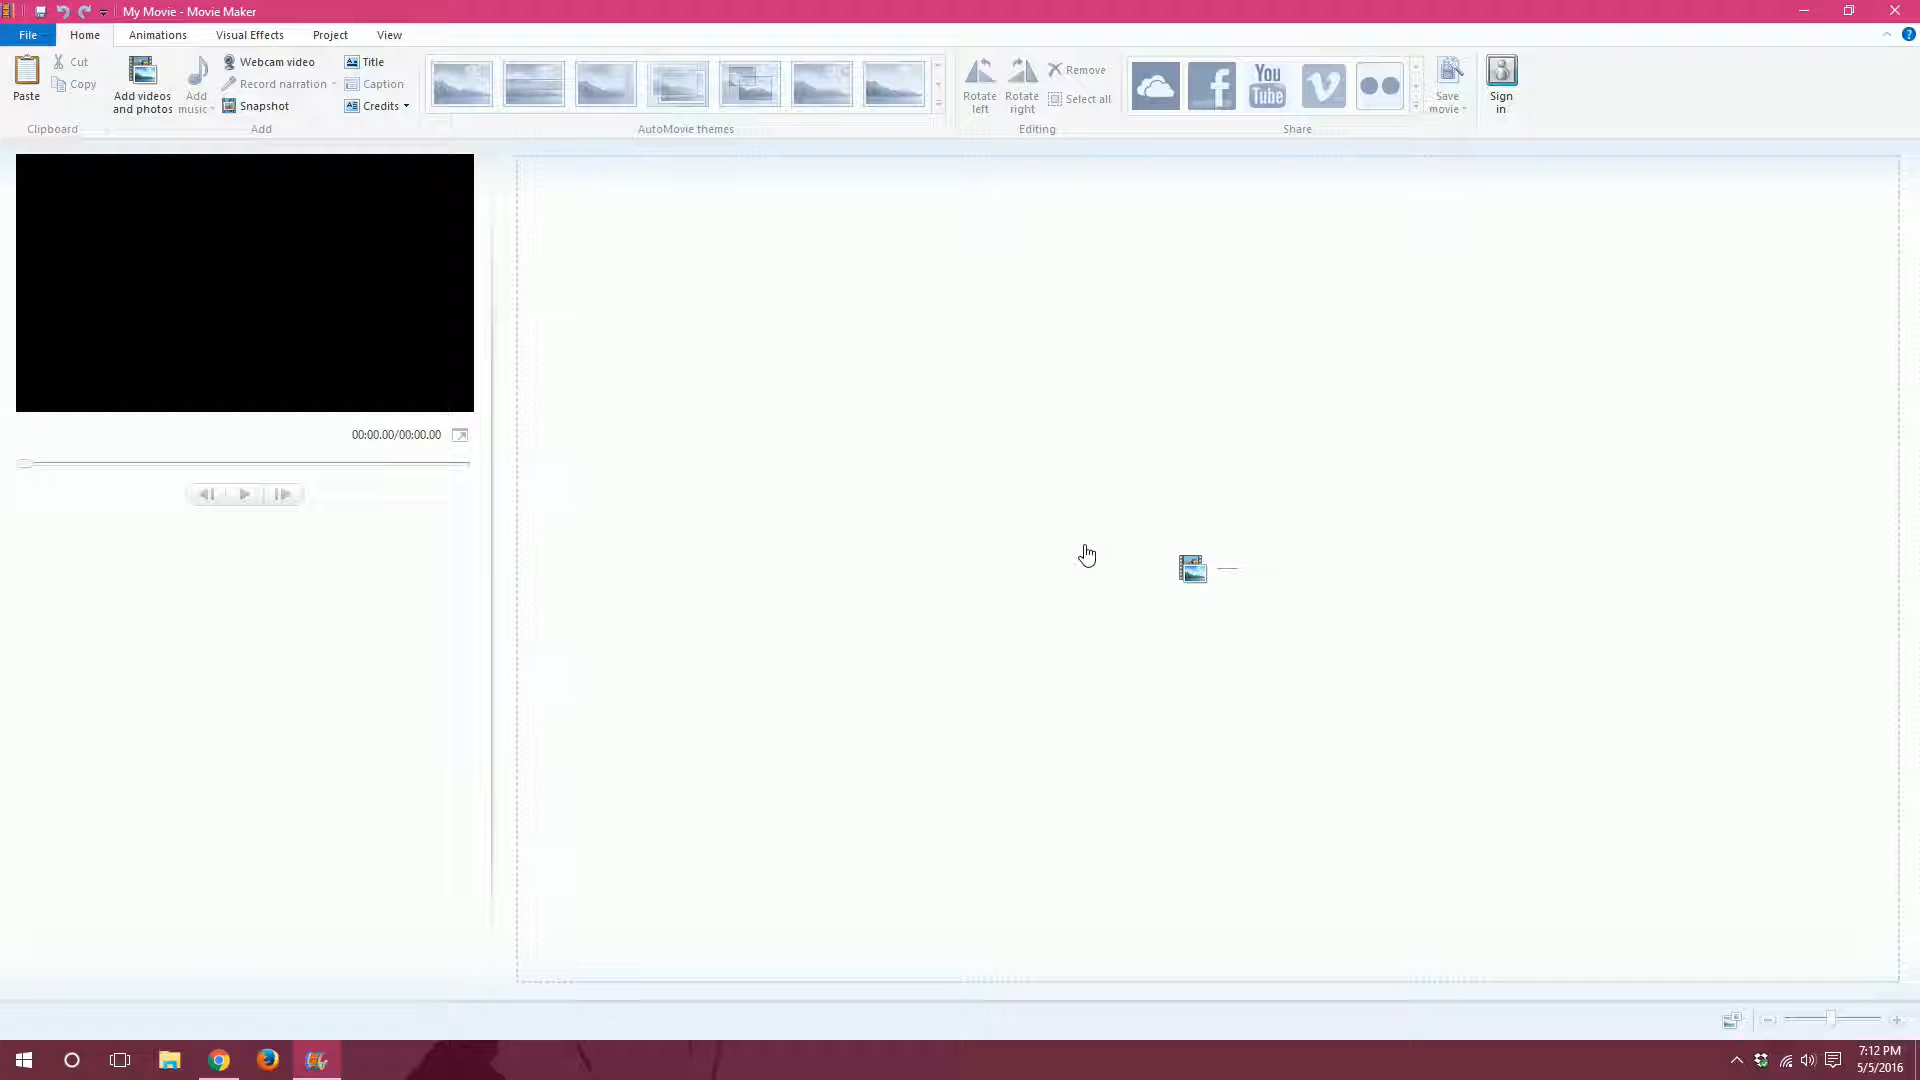 My Movie - Movie Maker
File Home Animations Visual Effects Project View
Paste
Cut
Copy
Clipboard
Add videos
and photos
Add
music
Webcam video
Record narration
Snapshot
Title
Caption
Credits
Add
AutoMovie themes
Rotate
left
Rotate
right
Remove
Select all
Editing
You
Tube
Share
Save
movie
Sign
in
00:00.00/00:00.00
7:12 PM
5/5/2016